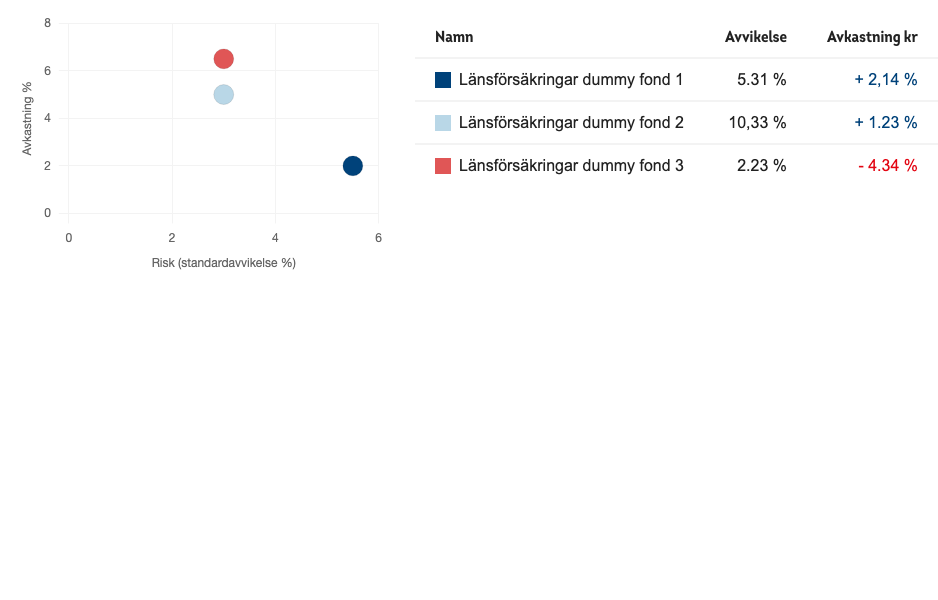 8
6
4
2
0
Avkastning %
0 2 4 6
Risk (standardavvikelse %)
Namn Avvikelse Avkastning kr
Länsförsäkringar dummy fond 1 5.31 % + 2,14 %
Länsförsäkringar dummy fond 2 10,33 % + 1.23 %
Länsförsäkringar dummy fond 3 2.23 % - 4.34 %